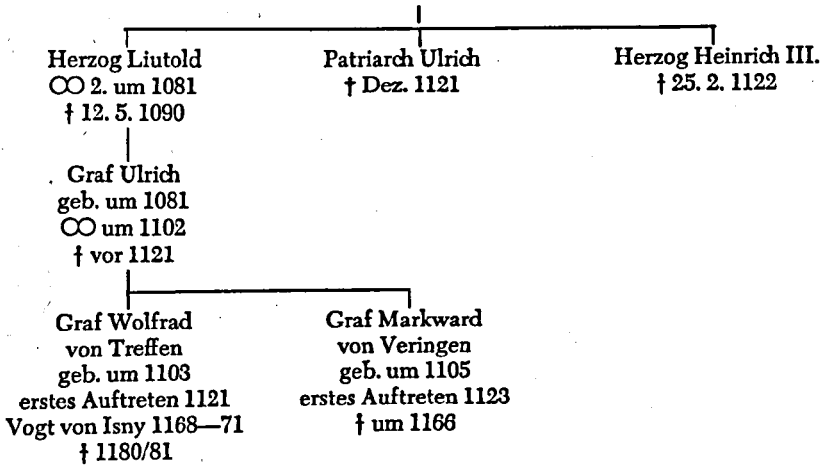 Herzog Liutold
⚭ 2. um 1081
† 12. 5. 1090
Patriarch Ulrich
† Dez. 1121
Herzog Heinrich III.
† 25. 2. 1122
Graf Ulrich
geb. um 1081
⚭ um 1102
† vor 1121
Graf Wolfrad
von Treffen
geb. um 1103
erstes Auftreten 1121
Vogt von Isny 1168—71
† 1180/81
Graf Markward
von Veringen
geb. um 1105
erstes Auftreten 1123
† um 1166